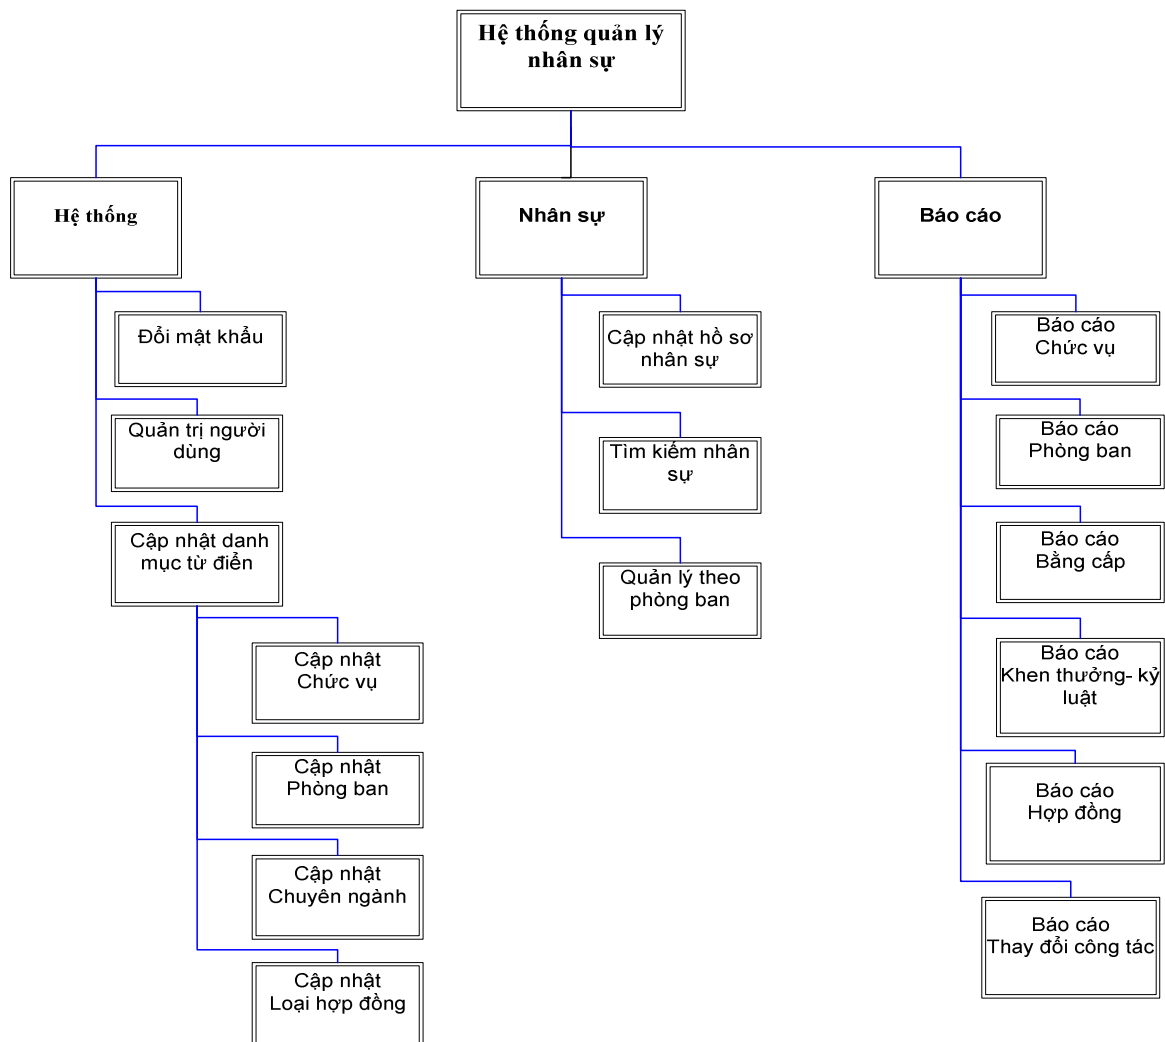 Hệ thống quản lý
nhân sự
Hệ thống
Nhân sự
Báo cáo
Đổi mật khẩu
Quản trị người
dùng
Cập nhật danh
mục từ điển
Cập nhật
Chức vụ
Cập nhật
Phòng ban
Cập nhật
Chuyên ngành
Cập nhật
Loại hợp đồng
Cập nhật hồ sơ
nhân sự
Tìm kiếm nhân
sự
Quản lý theo
phòng ban
Báo cáo
Chức vụ
Báo cáo
Phòng ban
Báo cáo
Bằng cấp
Báo cáo
Khen thưởng- kỷ
luật
Báo cáo
Hợp đồng
Báo cáo
Thay đổi công tác